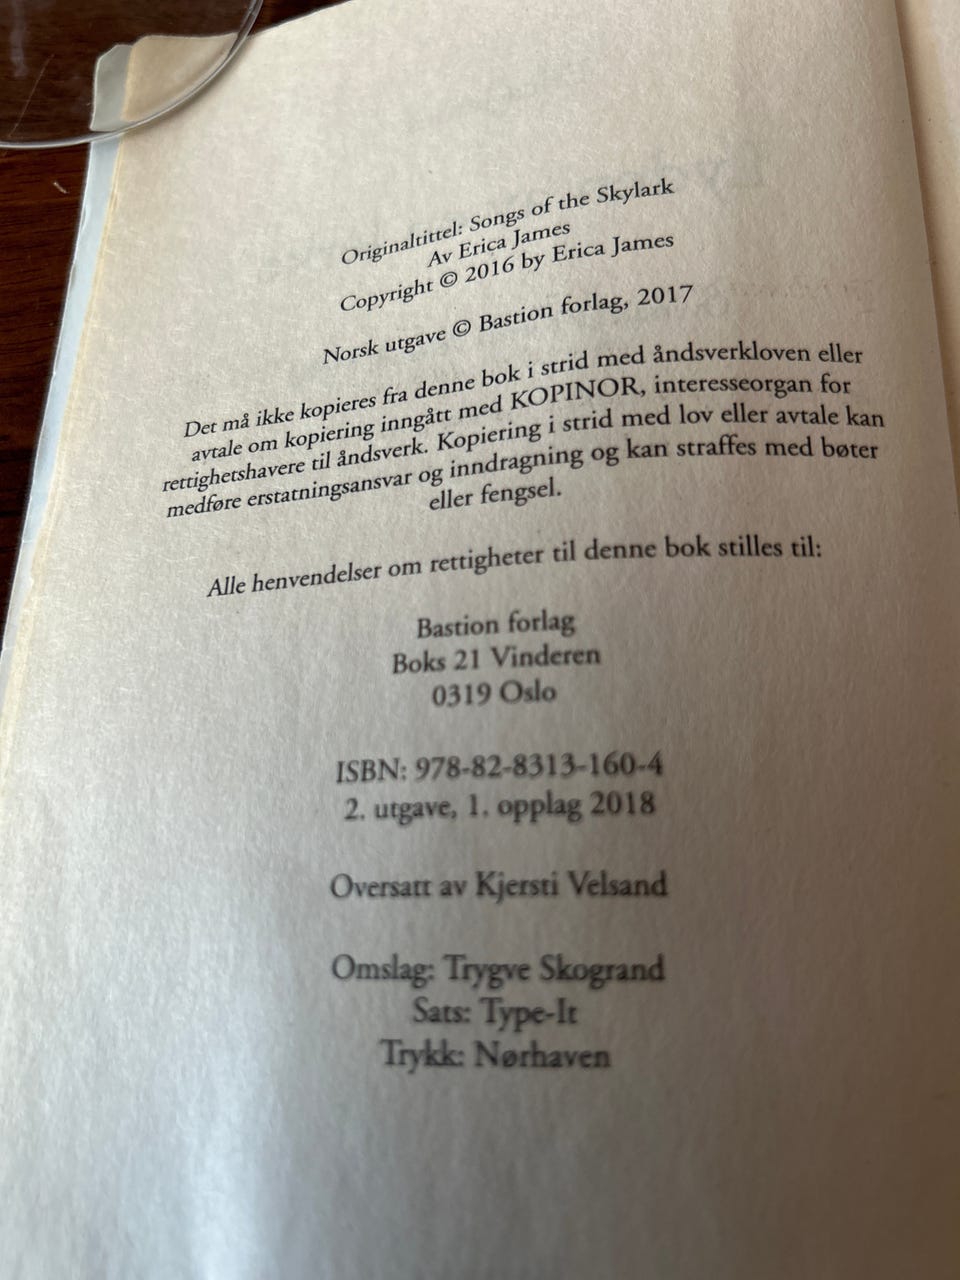 Originaltittel: Songs of the Skylark
Av Erica James
Copyright © 2016 by Erica James
Norsk utgave © Bastion forlag, 2017
Det må ikke kopieres fra denne bok i strid med åndsverkloven eller
avtale om kopiering inngått med KOPINOR, interesseorgan for
rettighetshavere til åndsverk. Kopiering i strid med lov eller avtale kan
medføre erstatningsansvar og inndragning og kan straffes med bøter
eller fengsel.
Alle henvendelser om rettigheter til denne bok stilles til:
Bastion forlag
Boks 21 Vinderen
0319 Oslo
ISBN: 978-82-8313-160-4
2. utgave, 1. opplag 2018
Oversatt av Kjersti Velsand
Omslag: Trygve Skogrand
Sats: Type-It
Trykk: Nørhaven